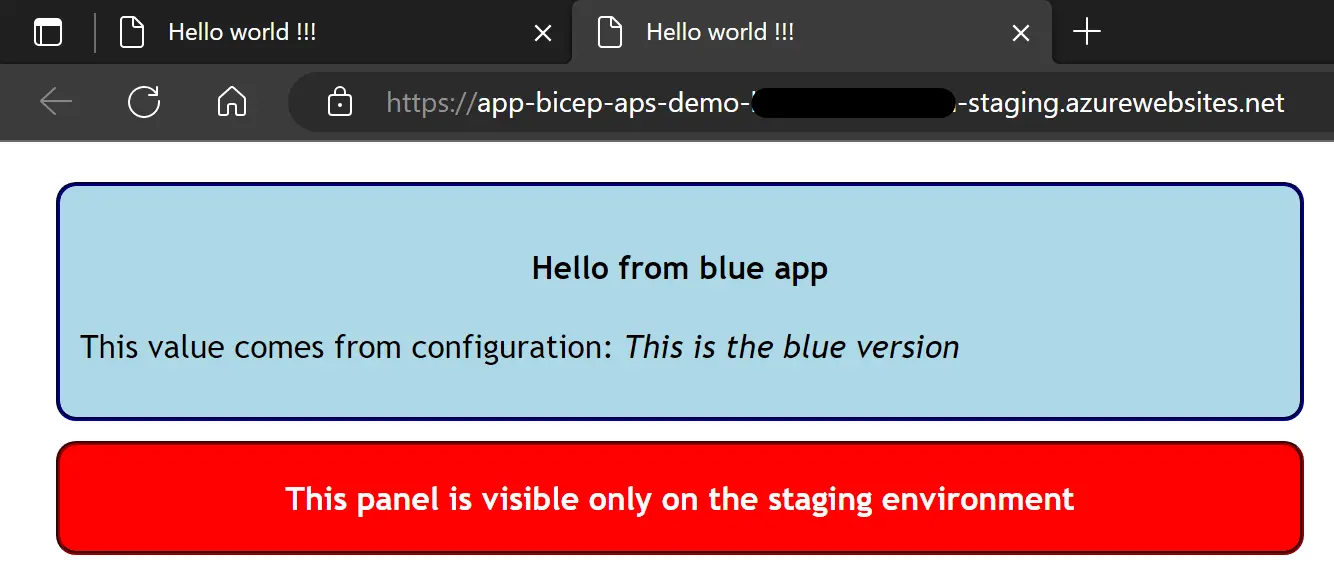 Hello world !!!
Hello world !!!
https://app-bicep-aps-demo- -staging.azurewebsites.net
Hello from blue app
This value comes from configuration: This is the blue version
This panel is visible only on the staging environment